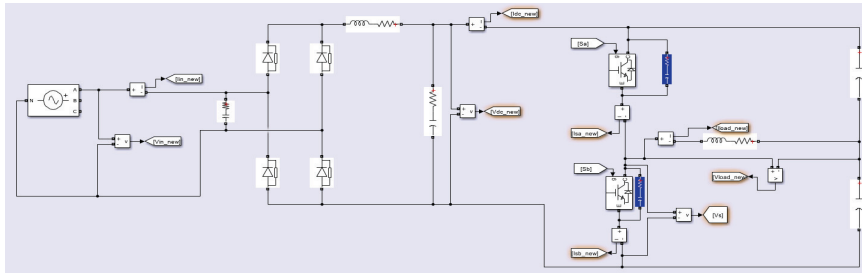 [Idc_new]
[Sa]
[Iin_new]
N
A
B
C
[Vin_new]
[Vdc_new]
[Isa_new]
[Iload_new]
[Sb]
[Vload_new]
[Vs]
[Isb_new]